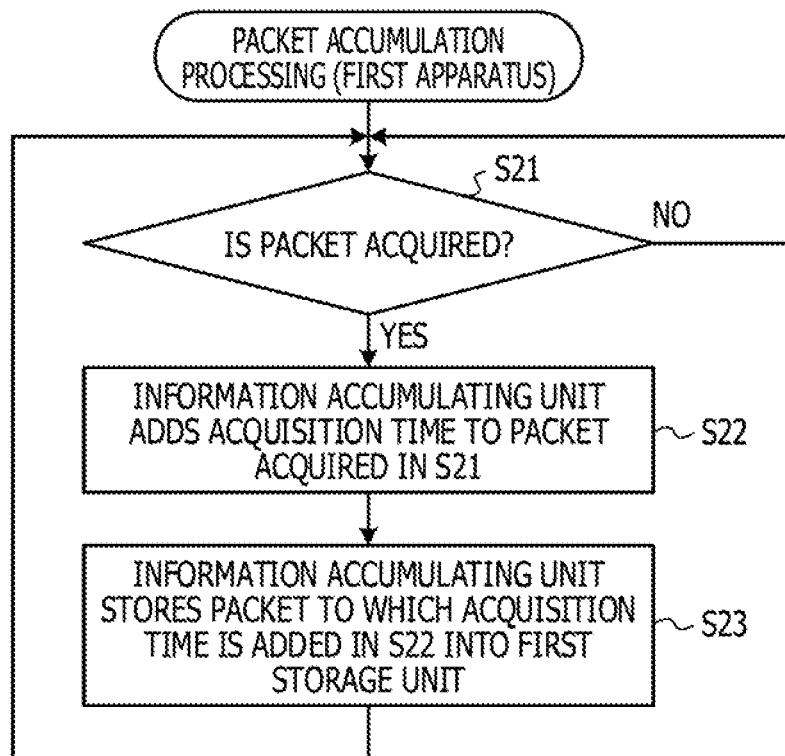 PACKET ACCUMULATION
PROCESSING (FIRST APPARATUS)
S21
IS PACKET ACQUIRED?
NO
YES
INFORMATION ACCUMULATING UNIT
ADDS ACQUISITION TIME TO PACKET
ACQUIRED IN S21
S22
INFORMATION ACCUMULATING UNIT
STORES PACKET TO WHICH ACQUISITION
TIME IS ADDED IN S22 INTO FIRST
STORAGE UNIT
S23